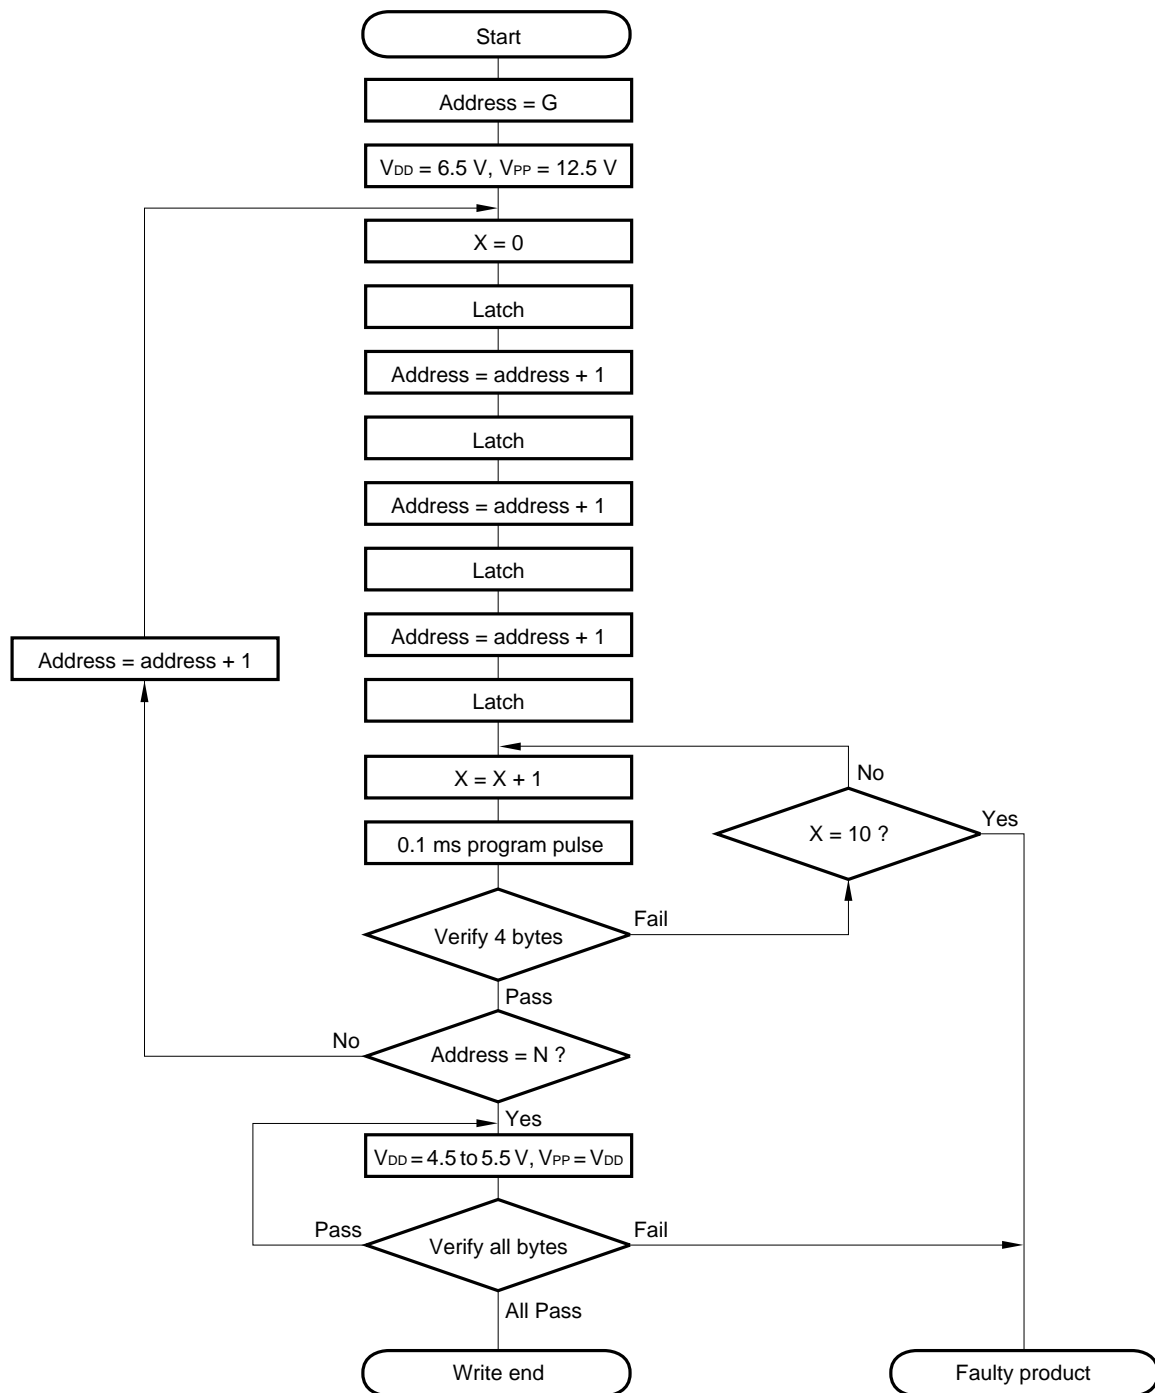 Start
Address = G
VDD = 6.5 V, VPP = 12.5 V
X = 0
Latch
Address = address + 1
Latch
Address = address + 1
Latch
Address = address + 1
Address = address + 1
Latch
X = X + 1
No
X = 10 ?
Yes
0.1 ms program pulse
Verify 4 bytes
Fail
Pass
No
Address = N ?
Yes
VDD = 4.5 to 5.5 V, VPP = VDD
Pass
Verify all bytes
Fail
All Pass
Write end
Faulty product